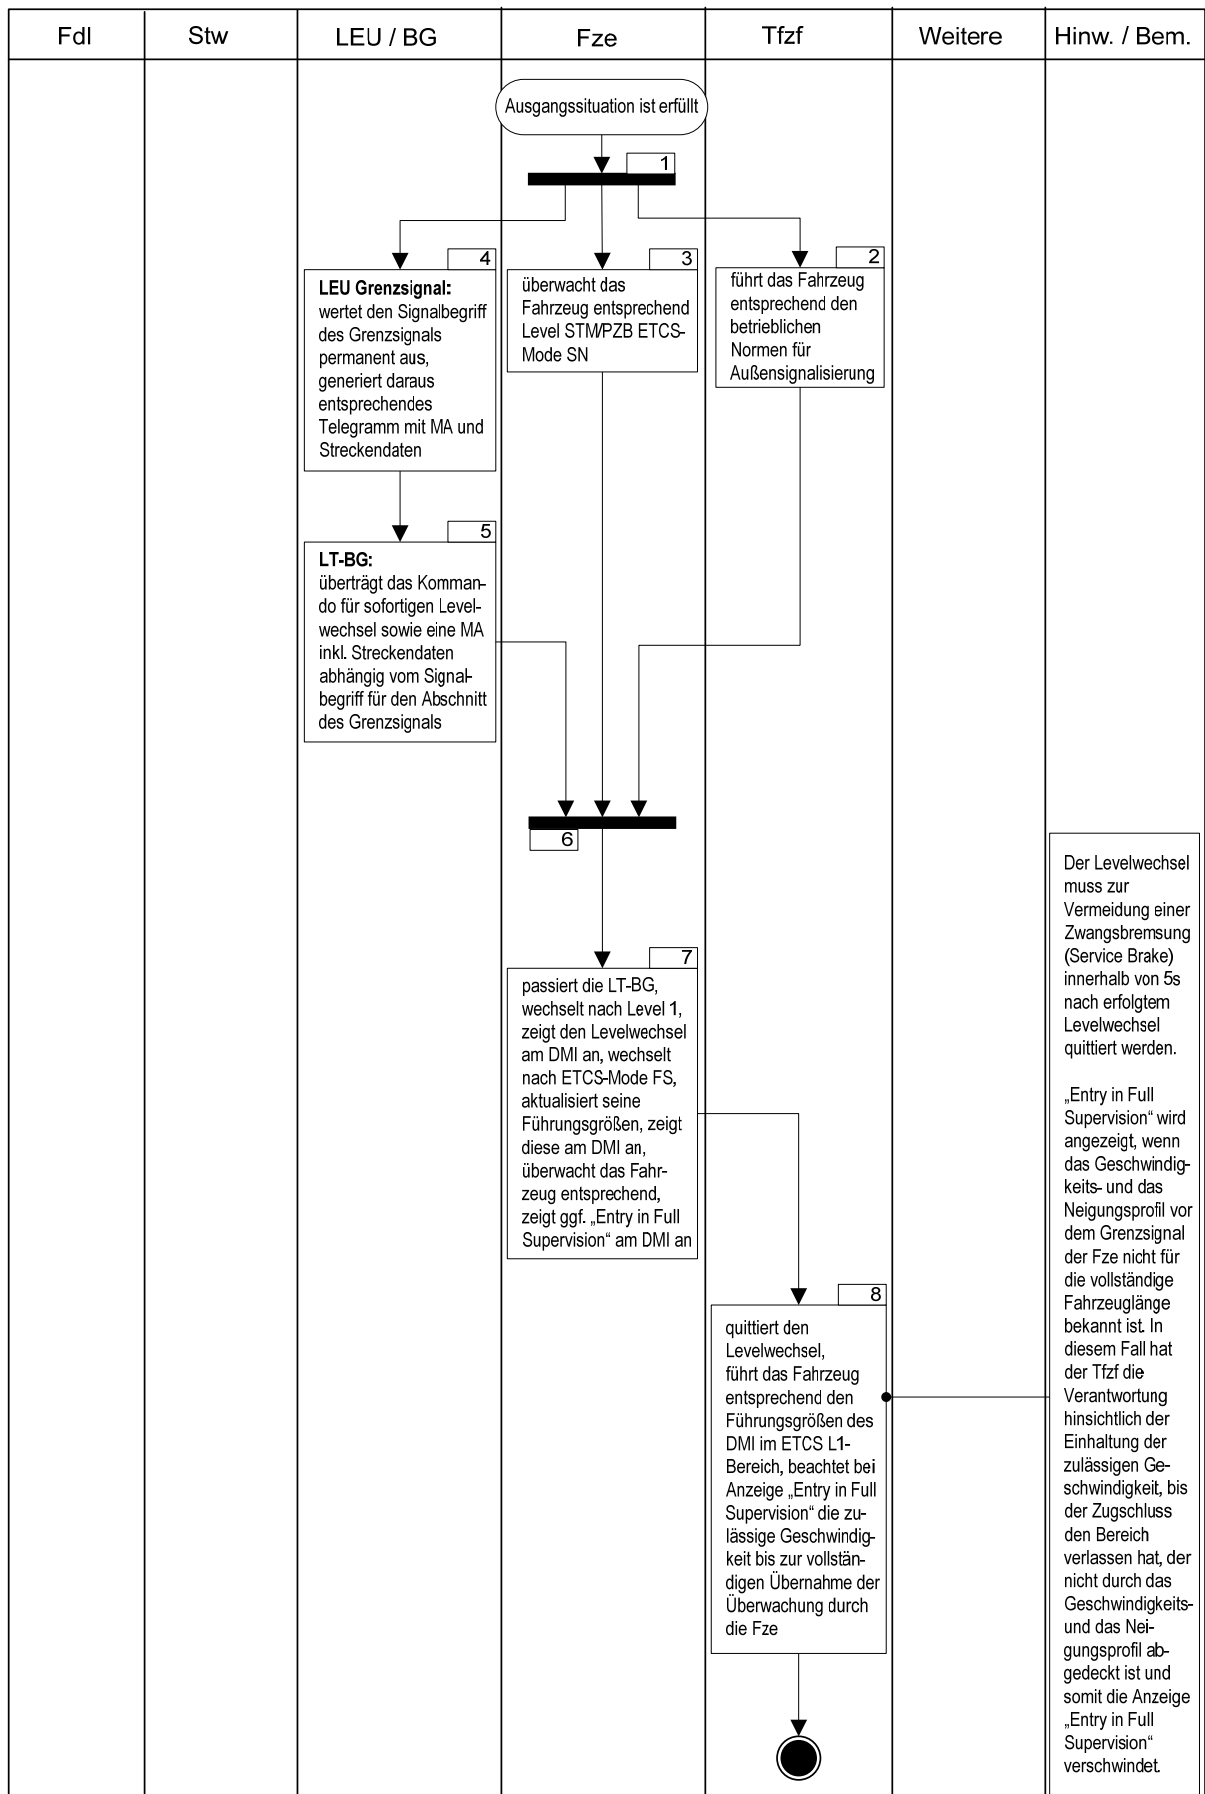 Fdl
Stw
LEU / BG
Fze
Tfzf
Weitere
Hinw. / Bem.
Ausgangssituation ist erfüllt
1
4
LEU Grenzsignal:
wertet den Signalbegriff
des Grenzsignals
permanent aus,
generiert daraus
entsprechendes
Telegramm mit MA und
Streckendaten
3
überwacht das
Fahrzeug entsprechend
Level STM/PZB ETCS-
Mode SN
2
führt das Fahrzeug
entsprechend den
betrieblichen
Normen für
Außensignalisierung
5
LT-BG:
überträgt das Komman-
do für sofortigen Level-
wechsel sowie eine MA
inkl. Streckendaten
abhängig vom Signal-
begriff für den Abschnitt
des Grenzsignals
6
7
passiert die LT-BG,
wechselt nach Level 1,
zeigt den Levelwechsel
am DMI an, wechselt
nach ETCS-Mode FS,
aktualisiert seine
Führungsgrößen, zeigt
diese am DMI an,
überwacht das Fahr-
zeug entsprechend,
zeigt ggf. „Entry in Full
Supervision“ am DMI an
8
quittiert den
Levelwechsel,
führt das Fahrzeug
entsprechend den
Führungsgrößen des
DMI im ETCS L1-
Bereich, beachtet bei
Anzeige „Entry in Full
Supervision“ die zu-
lässige Geschwindig-
keit bis zur vollstän-
digen Übernahme der
Überwachung durch
die Fze
Der Levelwechsel
muss zur
Vermeidung einer
Zwangsbremsung
(Service Brake)
innerhalb von 5s
nach erfolgtem
Levelwechsel
quittiert werden.
„Entry in Full
Supervision“ wird
angezeigt, wenn
das Geschwindig-
keits- und das
Neigungsprofil vor
dem Grenzsignal
der Fze nicht für
die vollständige
Fahrzeuglänge
bekannt ist. In
diesem Fall hat
der Tfzf die
Verantwortung
hinsichtlich der
Einhaltung der
zulässigen Ge-
schwindigkeit, bis
der Zugschluss
den Bereich
verlassen hat, der
nicht durch das
Geschwindigkeits-
und das Nei-
gungsprofil ab-
gedeckt ist und
somit die Anzeige
„Entry in Full
Supervision“
verschwindet.